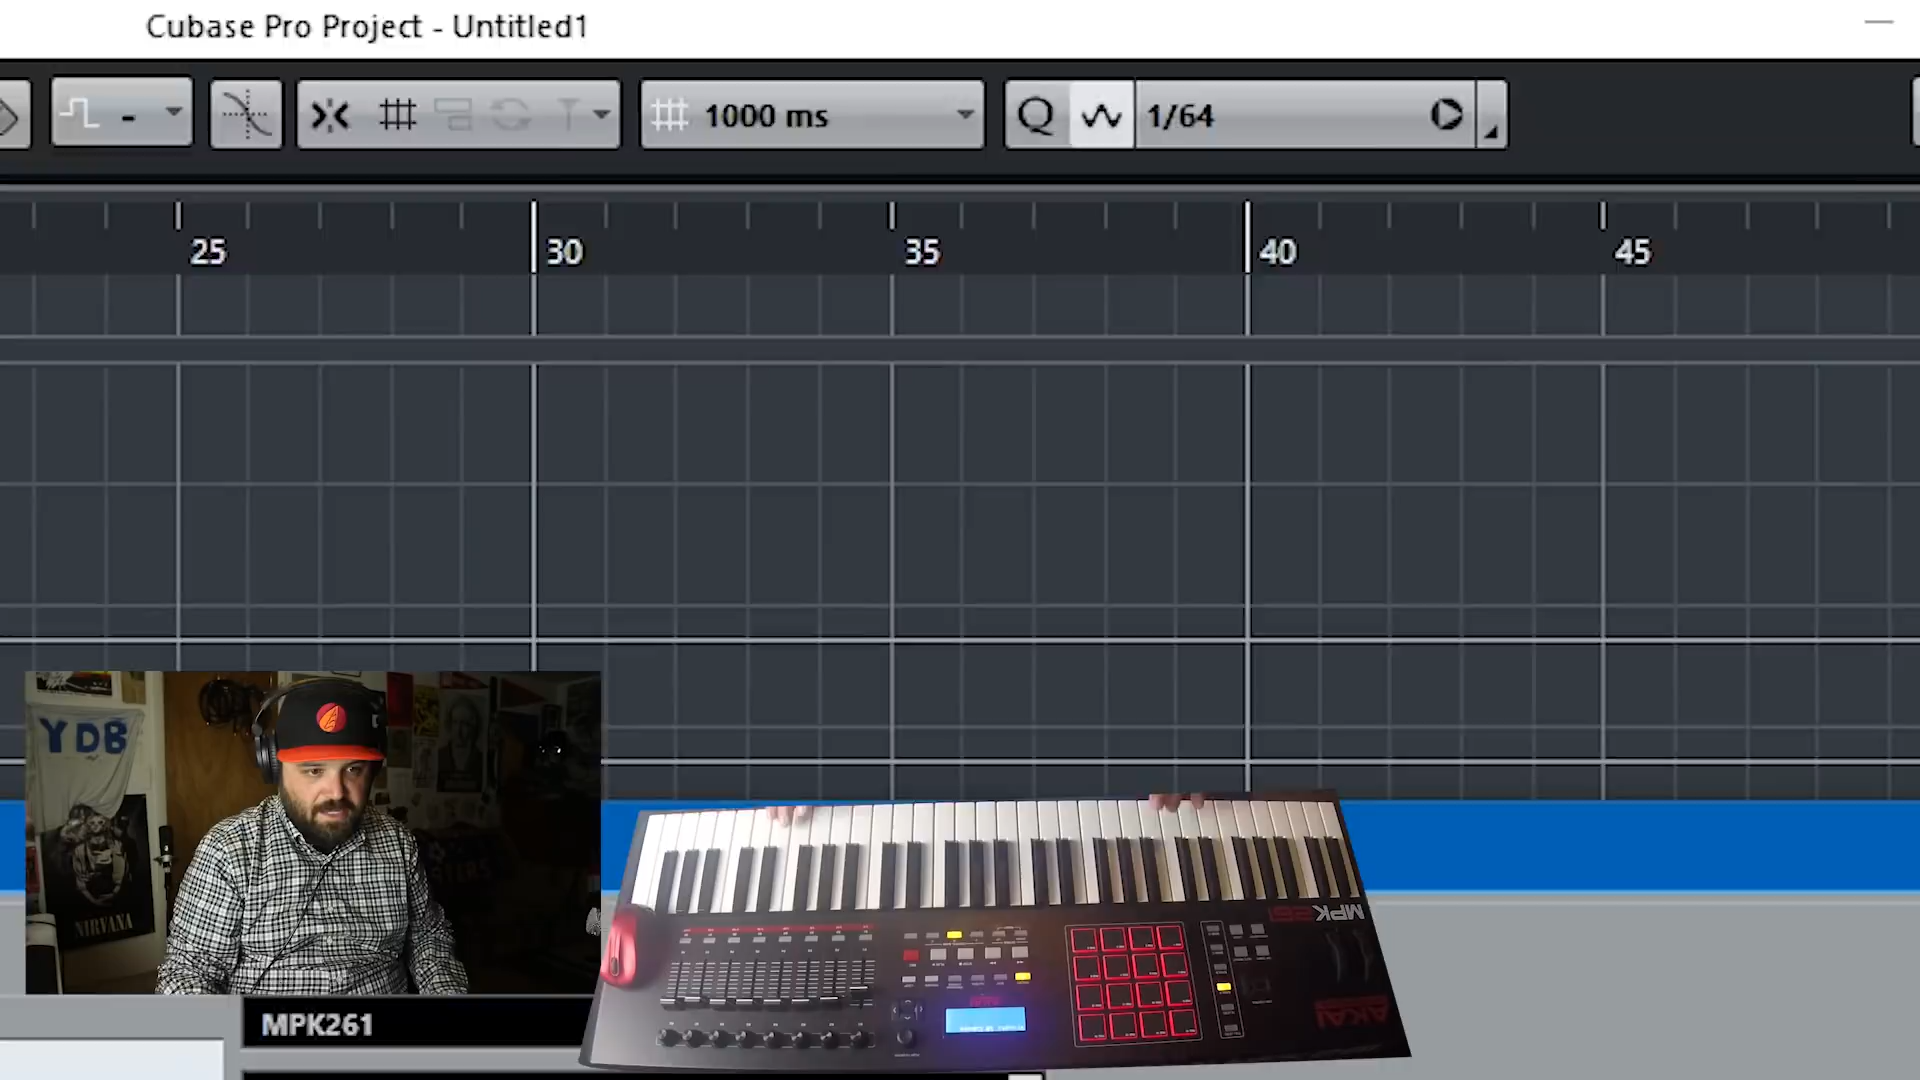 Cubase Pro Project - Untitled1
-
1000 ms
Q
1/64
25
30
35
40
45
YDB
NIRVANA
MPK261
MPK261
AKAI